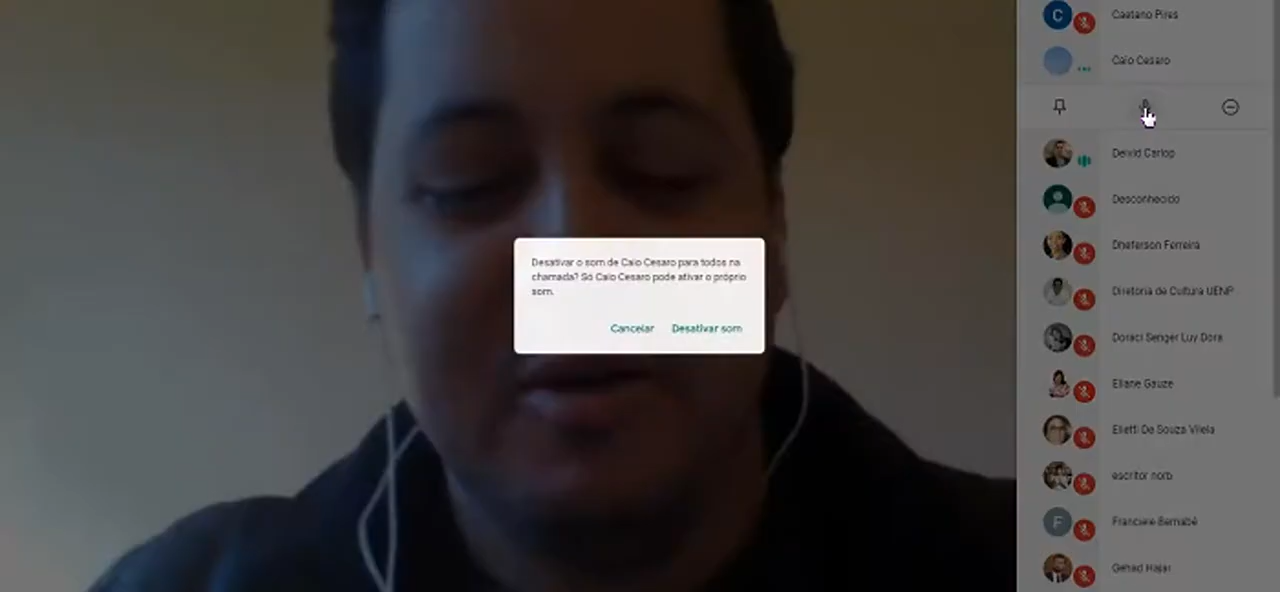 C
Caetano Pires
Caio Cesaro
Deivid Carlop
Desconhecido
Dheferson Ferreira
Diretoria de Cultura UENP
Doraci Senger Luy Dora
Eliane Gauze
Elietti De Souza Vilela
escritor norb
F
Franciele Bernabé
Gehad Hajar
Desativar o som de Caio Cesaro para todos na
chamada? Só Caio Cesaro pode ativar o próprio
som.
Cancelar Desativar som